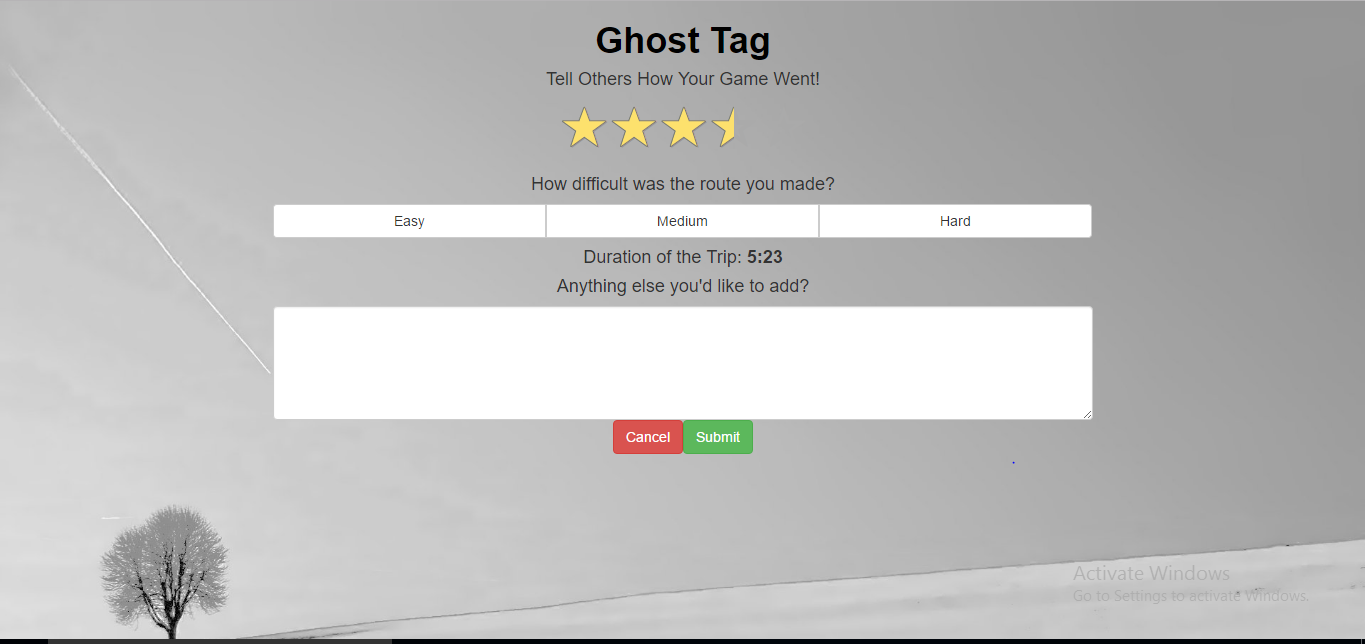 Ghost Tag
Tell Others How Your Game Went!
How difficult was the route you made?
Easy Medium Hard
Duration of the Trip: 5:23
Anything else you'd like to add?
Cancel Submit
Activate Windows
Go to Settings to activate Windows.